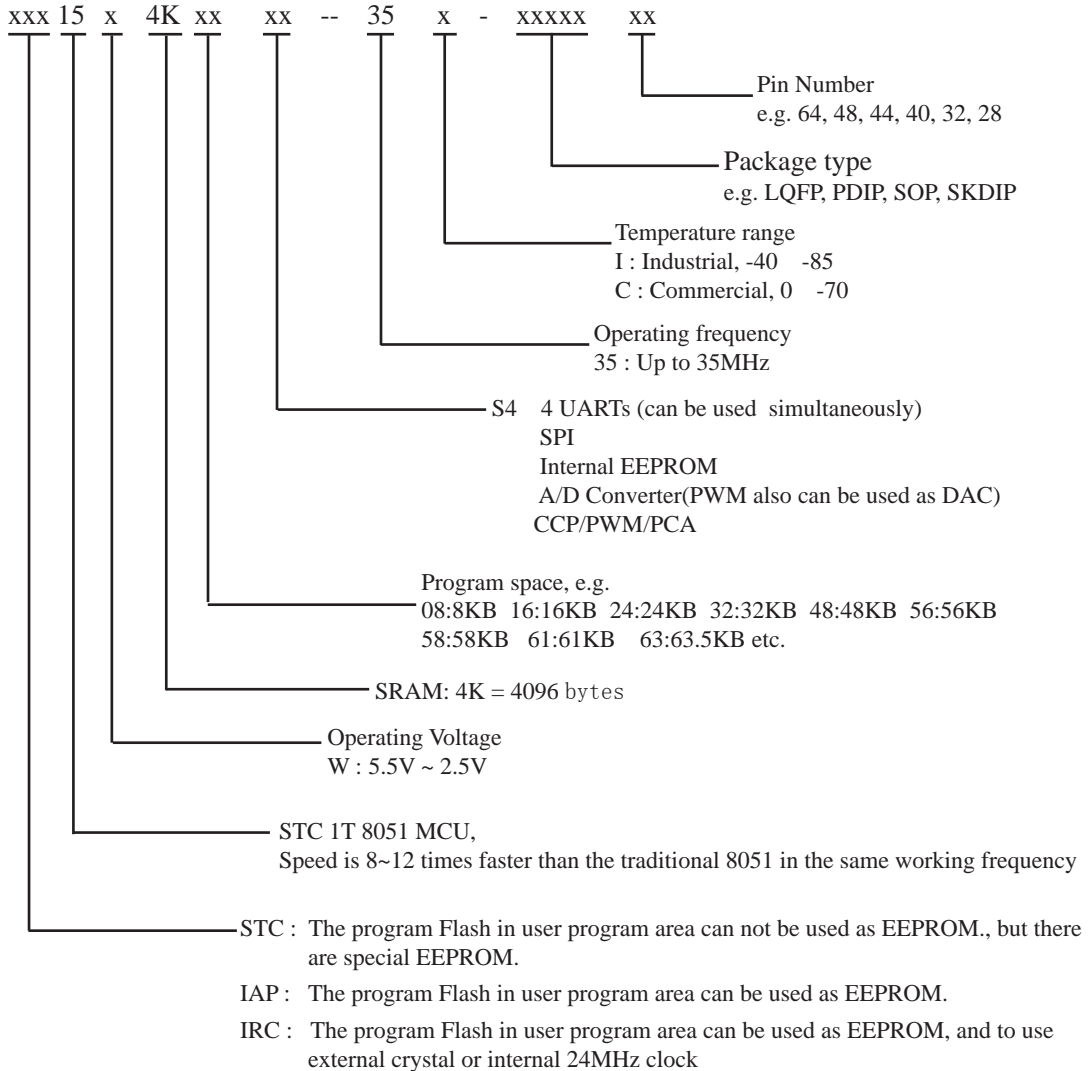 xxx 15 x 4K xx xx -- 35 x - xxxxx xx
Pin Number
e.g. 64, 48, 44, 40, 32, 28
Package type
e.g. LQFP, PDIP, SOP, SKDIP
Temperature range
I : Industrial, -40 -85
C : Commercial, 0 -70
Operating frequency
35 : Up to 35MHz
S4 4 UARTs (can be used simultaneously)
SPI
Internal EEPROM
A/D Converter(PWM also can be used as DAC)
CCP/PWM/PCA
Program space, e.g.
08:8KB 16:16KB 24:24KB 32:32KB 48:48KB 56:56KB
58:58KB 61:61KB 63:63.5KB etc.
SRAM: 4K = 4096 bytes
Operating Voltage
W : 5.5V ~ 2.5V
STC 1T 8051 MCU,
Speed is 8~12 times faster than the traditional 8051 in the same working frequency
STC : The program Flash in user program area can not be used as EEPROM., but there
are special EEPROM.
IAP : The program Flash in user program area can be used as EEPROM.
IRC : The program Flash in user program area can be used as EEPROM, and to use
external crystal or internal 24MHz clock